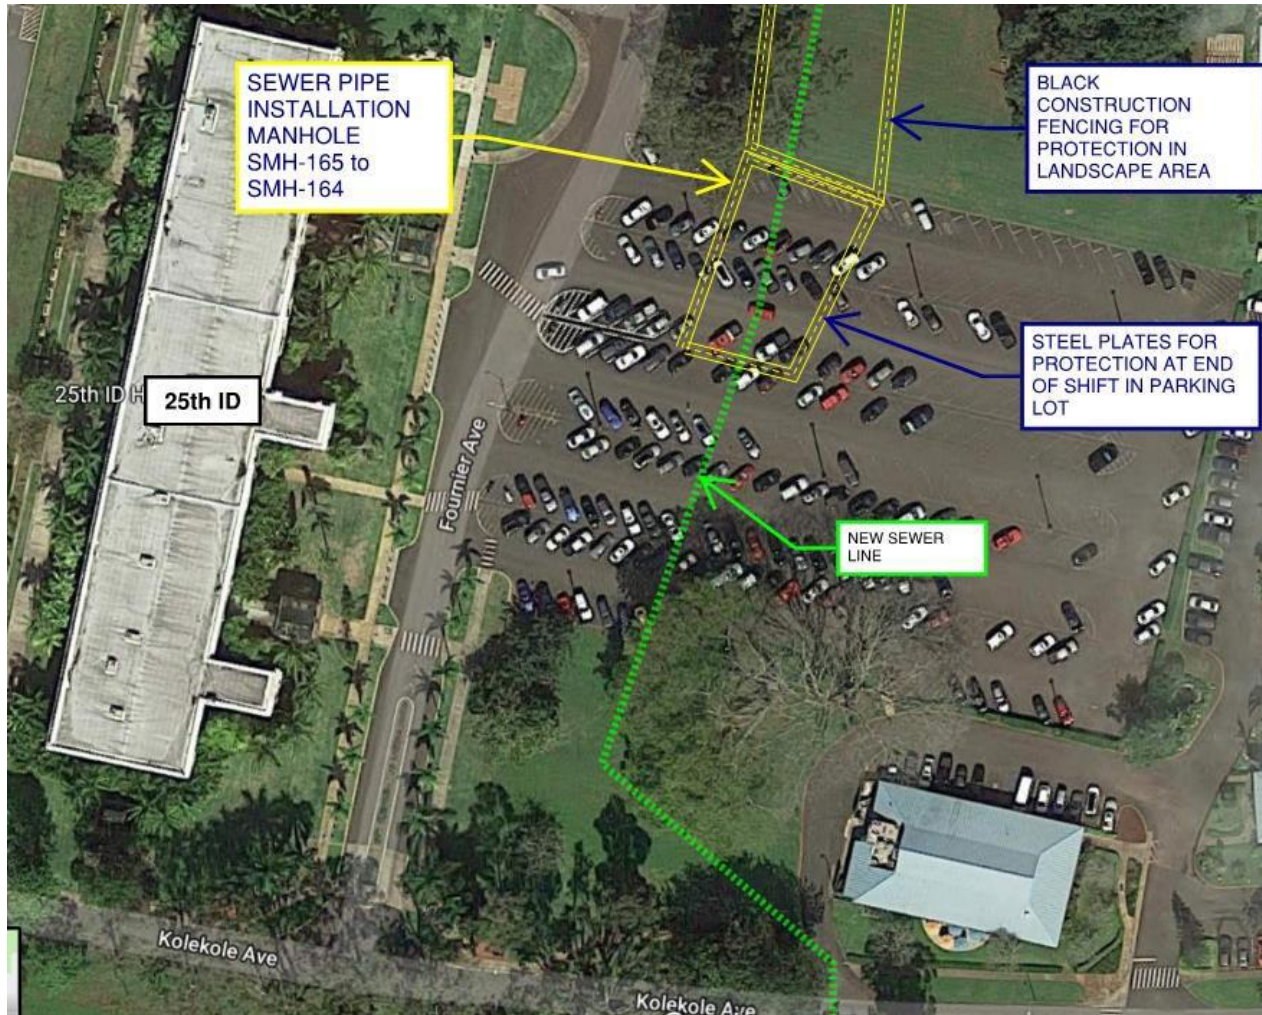 SEWER PIPE
INSTALLATION
MANHOLE
SMH-165 to
SMH-164
BLACK
CONSTRUCTION
FENCING FOR
PROTECTION IN
LANDSCAPE AREA
STEEL PLATES FOR
PROTECTION AT END
OF SHIFT IN PARKING
LOT
25th ID H
25th ID
Fournier Ave
NEW SEWER
LINE
Kolekole Ave
Kolekole Ave